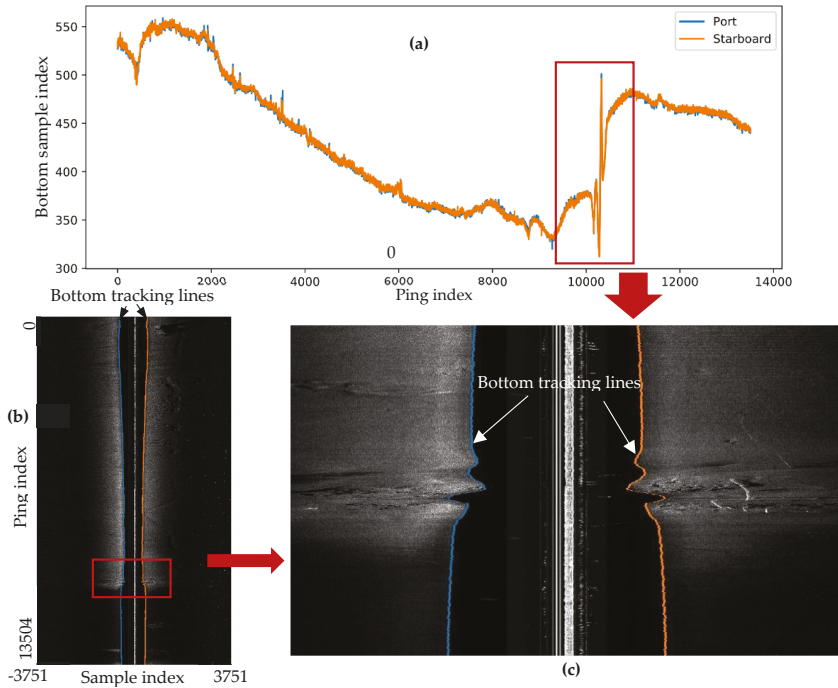 (a)
Port
Starboard
Bottom sample index
550
500
450
400
350
300
0
0
2000
4000
6000
8000
10000
12000
14000
Ping index
Bottom tracking lines
(b)
0
Ping index
13504
-3751
Sample index
3751
Bottom tracking lines
(c)